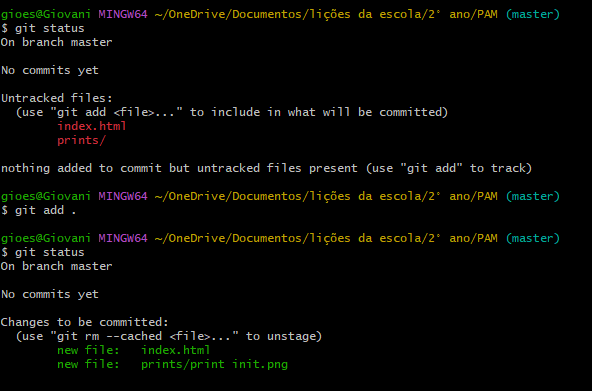 gioes@Giovani MINGW64 ~/OneDrive/Documentos/lições da escola/2° ano/PAM (master)
$ git status
On branch master
No commits yet
Untracked files:
(use "git add <file>..." to include in what will be committed)
index.html
prints/
nothing added to commit but untracked files present (use "git add" to track)
gioes@Giovani MINGW64 ~/OneDrive/Documentos/lições da escola/2° ano/PAM (master)
$ git add .
gioes@Giovani MINGW64 ~/OneDrive/Documentos/lições da escola/2° ano/PAM (master)
$ git status
On branch master
No commits yet
Changes to be committed:
(use "git rm --cached <file>..." to unstage)
new file:   index.html
new file:   prints/print init.png